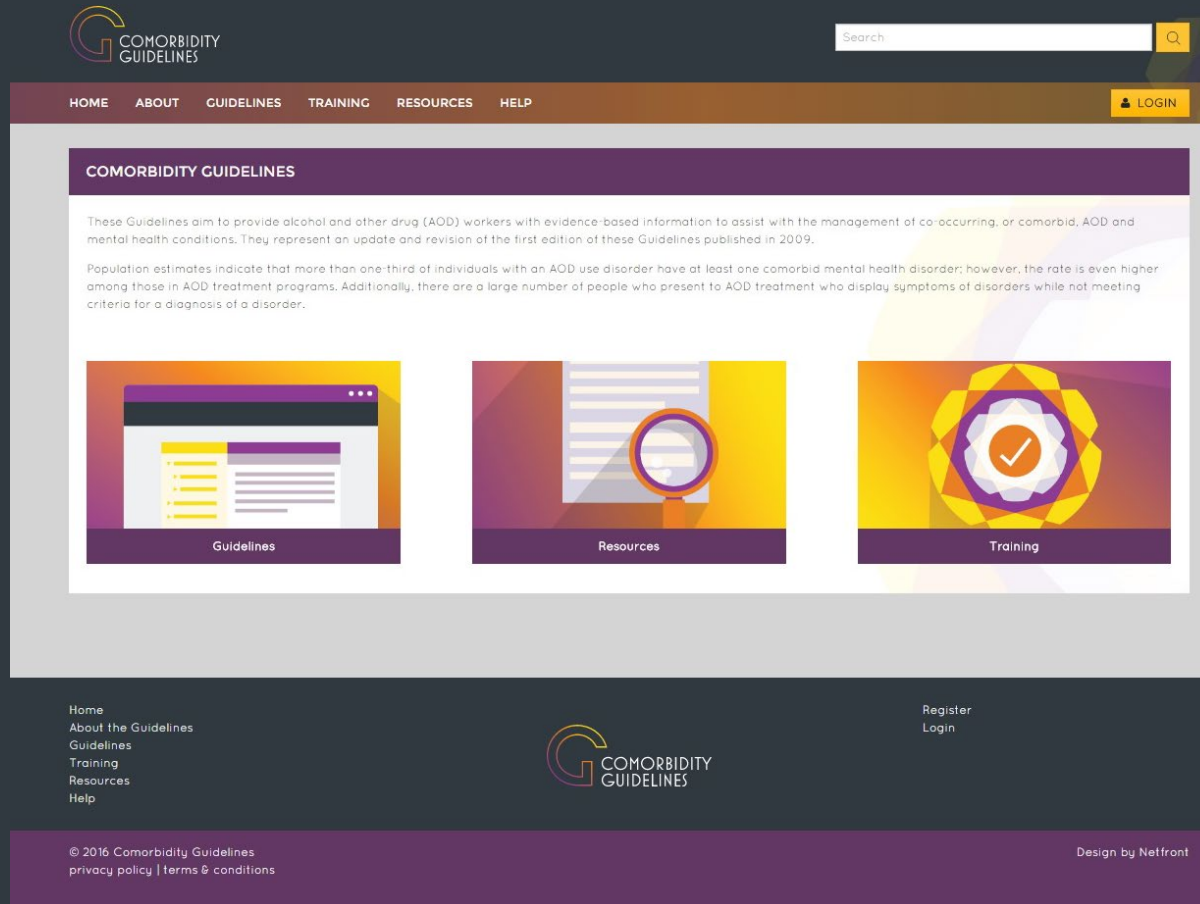 COMORBIDITY
GUIDELINES
Search
HOME ABOUT GUIDELINES TRAINING RESOURCES HELP
LOGIN
COMORBIDITY GUIDELINES
These Guidelines aim to provide alcohol and other drug (AOD) workers with evidence-based information to assist with the management of co-occurring, or comorbid, AOD and
mental health conditions. They represent an update and revision of the first edition of these Guidelines published in 2009.
Population estimates indicate that more than one-third of individuals with an AOD use disorder have at least one comorbid mental health disorder; however, the rate is even higher
among those in AOD treatment programs. Additionally, there are a large number of people who present to AOD treatment who display symptoms of disorders while not meeting
criteria for a diagnosis of a disorder.
Guidelines
Resources
Training
Home
About the Guidelines
Guidelines
Training
Resources
Help
COMORBIDITY
GUIDELINES
Register
Login
© 2016 Comorbidity Guidelines
privacy policy | terms & conditions
Design by Netfront